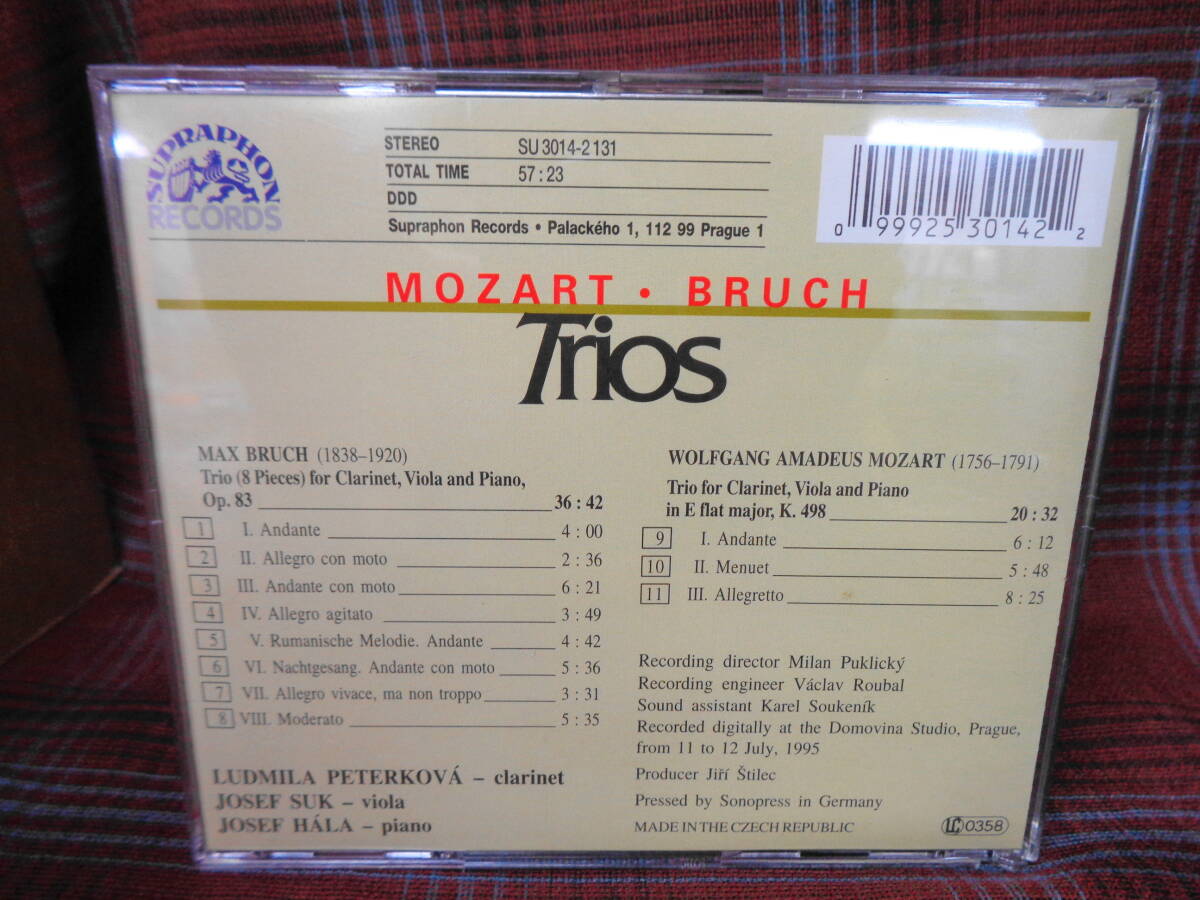 SUPRAPHON
RECORDS
STEREO SU 3014-2 131
TOTAL TIME 57 : 23
DDD
Supraphon Records • Palackého 1, 112 99 Prague 1
0 99925 30142 2
MOZART • BRUCH
Trios
MAX BRUCH (1838–1920)
Trio (8 Pieces) for Clarinet, Viola and Piano,
Op. 83 36 : 42
1 I. Andante 4 : 00
2 II. Allegro con moto 2 : 36
3 III. Andante con moto 6 : 21
4 IV. Allegro agitato 3 : 49
5 V. Rumanische Melodie. Andante 4 : 42
6 VI. Nachtgesang. Andante con moto 5 : 36
7 VII. Allegro vivace, ma non troppo 3 : 31
8 VIII. Moderato 5 : 35
LUDMILA PETERKOVÁ – clarinet
JOSEF SUK – viola
JOSEF HÁLA – piano
WOLFGANG AMADEUS MOZART (1756–1791)
Trio for Clarinet, Viola and Piano
in E flat major, K. 498 20 : 32
9 I. Andante 6 : 12
10 II. Menuet 5 : 48
11 III. Allegretto 8 : 25
Recording director Milan Puklický
Recording engineer Václav Roubal
Sound assistant Karel Soukeník
Recorded digitally at the Domovina Studio, Prague,
from 11 to 12 July, 1995
Producer Jiří Štilec
Pressed by Sonopress in Germany
MADE IN THE CZECH REPUBLIC
LC 0358